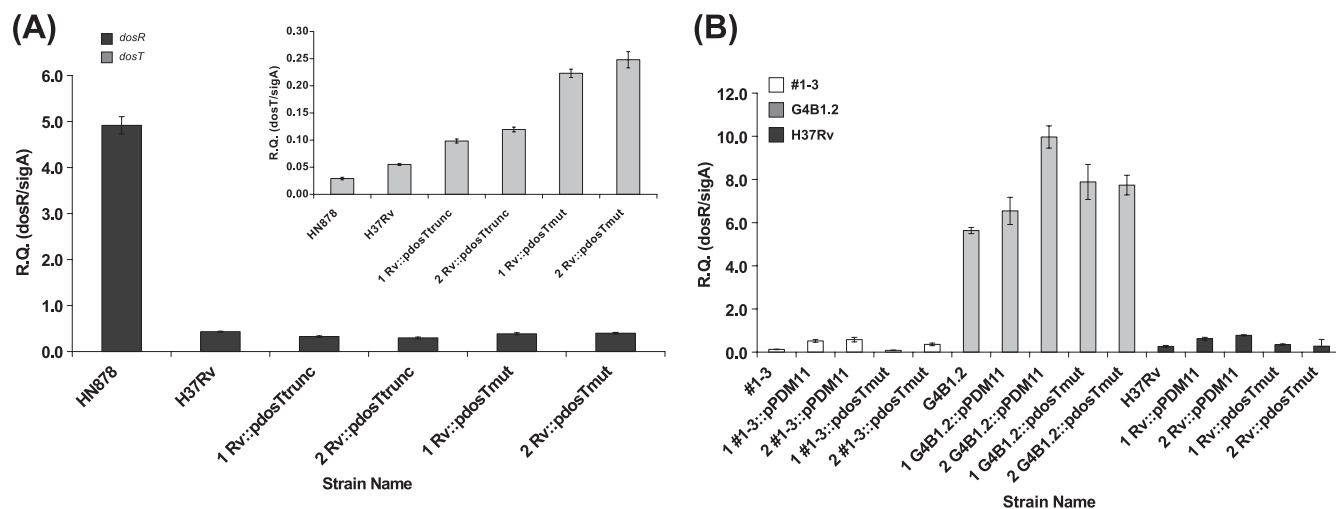 (A)
dosR
dosT
R.Q. (dosR/sigA)
6.0
5.0
4.0
3.0
2.0
1.0
0.0
HN878
H37Rv
1 Rv::pdosTtrunc
2 Rv::pdosTtrunc
1 Rv::pdosTmut
2 Rv::pdosTmut
Strain Name
R.Q. (dosT/sigA)
0.30
0.25
0.20
0.15
0.10
0.05
0.00
HN878
H37Rv
1 Rv::pdosTtrunc
2 Rv::pdosTtrunc
1 Rv::pdosTmut
2 Rv::pdosTmut
(B)
#1-3
G4B1.2
H37Rv
R.Q. (dosR/sigA)
12.0
10.0
8.0
6.0
4.0
2.0
0.0
#1-3
1 #1-3::pPDM11
2 #1-3::pPDM11
1 #1-3::pdosTmut
2 #1-3::pdosTmut
G4B1.2
1 G4B1.2::pPDM11
2 G4B1.2::pPDM11
1 G4B1.2::pdosTmut
2 G4B1.2::pdosTmut
H37Rv
1 Rv::pPDM11
2 Rv::pPDM11
1 Rv::pdosTmut
2 Rv::pdosTmut
Strain Name